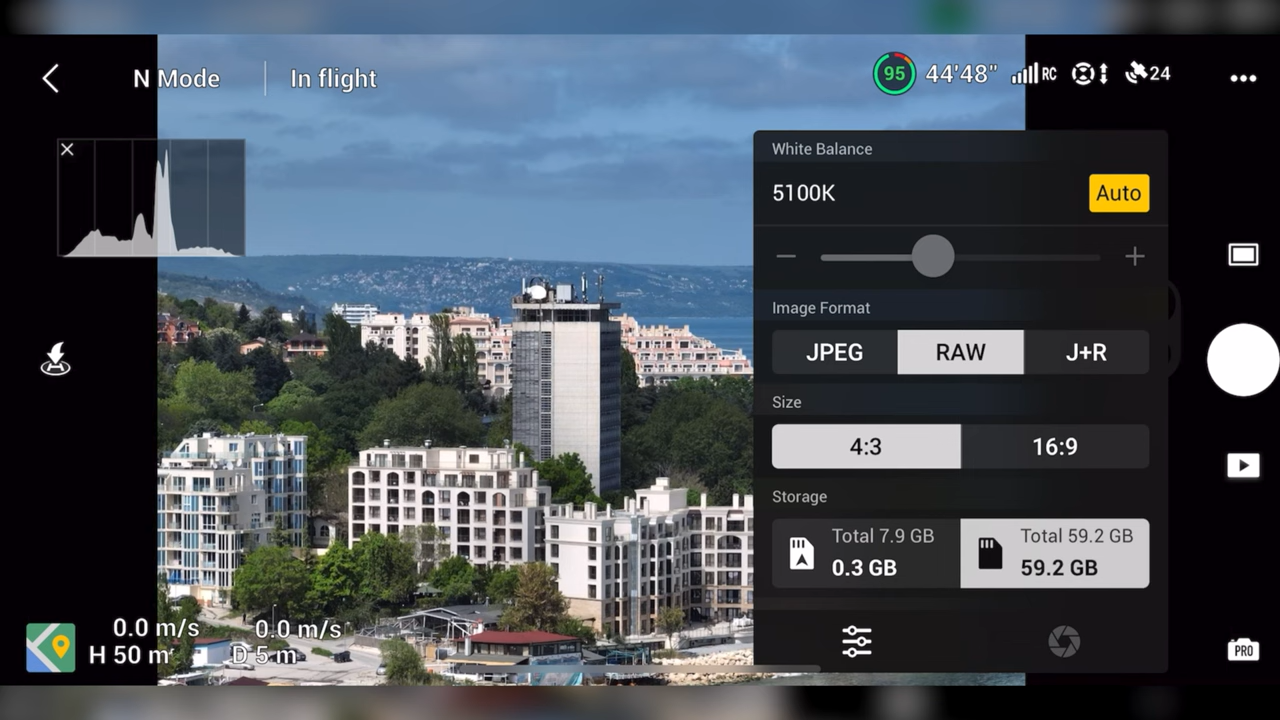 N Mode
In flight
95
44'48"
RC
24
White Balance
5100K
Auto
Image Format
JPEG
RAW
J+R
Size
4:3
16:9
Storage
Total 7.9 GB
0.3 GB
Total 59.2 GB
59.2 GB
0.0 m/s
0.0 m/s
H 50 m
D 5 m
PRO